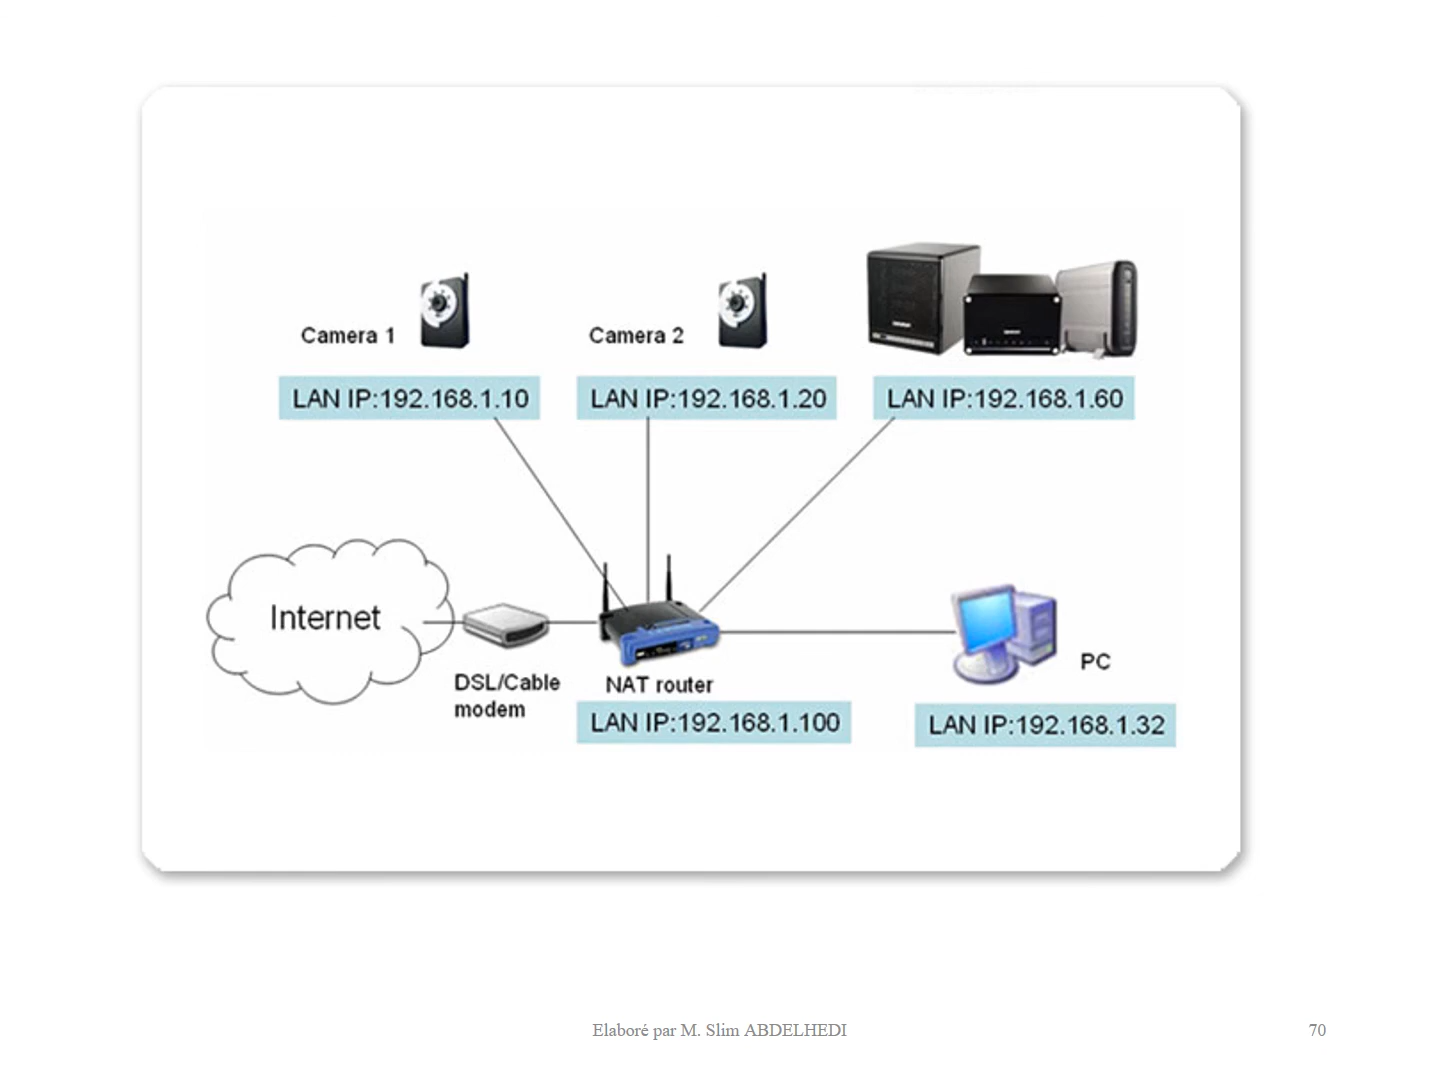 Camera 1
Camera 2
LAN IP:192.168.1.10
LAN IP:192.168.1.20
LAN IP:192.168.1.60
Internet
DSL/Cable
modem
NAT router
LAN IP:192.168.1.100
PC
LAN IP:192.168.1.32
Elaboré par M. Slim ABDELHEDI
70